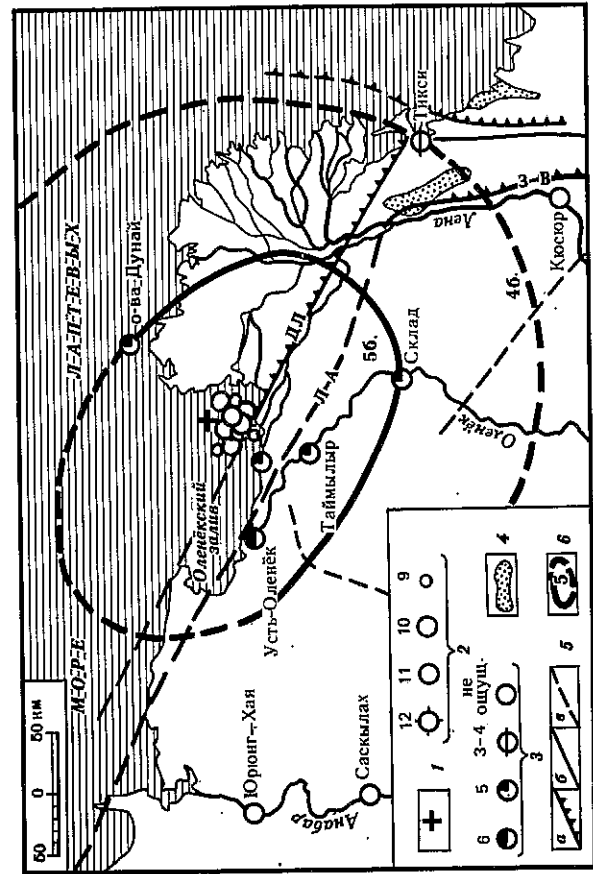 50 0 50 км
М-О-Р-Е
Л-А-П-Т-Е-В-Ы-Х
о-ва-Дунай
Оленёкский
залив
Усть-Оленёк
Таймылыр
Склад
Оленёк
Юрюнг-Хая
Саскылах
Анабар
Л-А
ДЛ
5б.
4б.
Лена
З-В
Тикси
Кюсюр
1
12 11 10 9
2
6 5 3-4 не
ощущ.
3
4
а б в
5
5
6